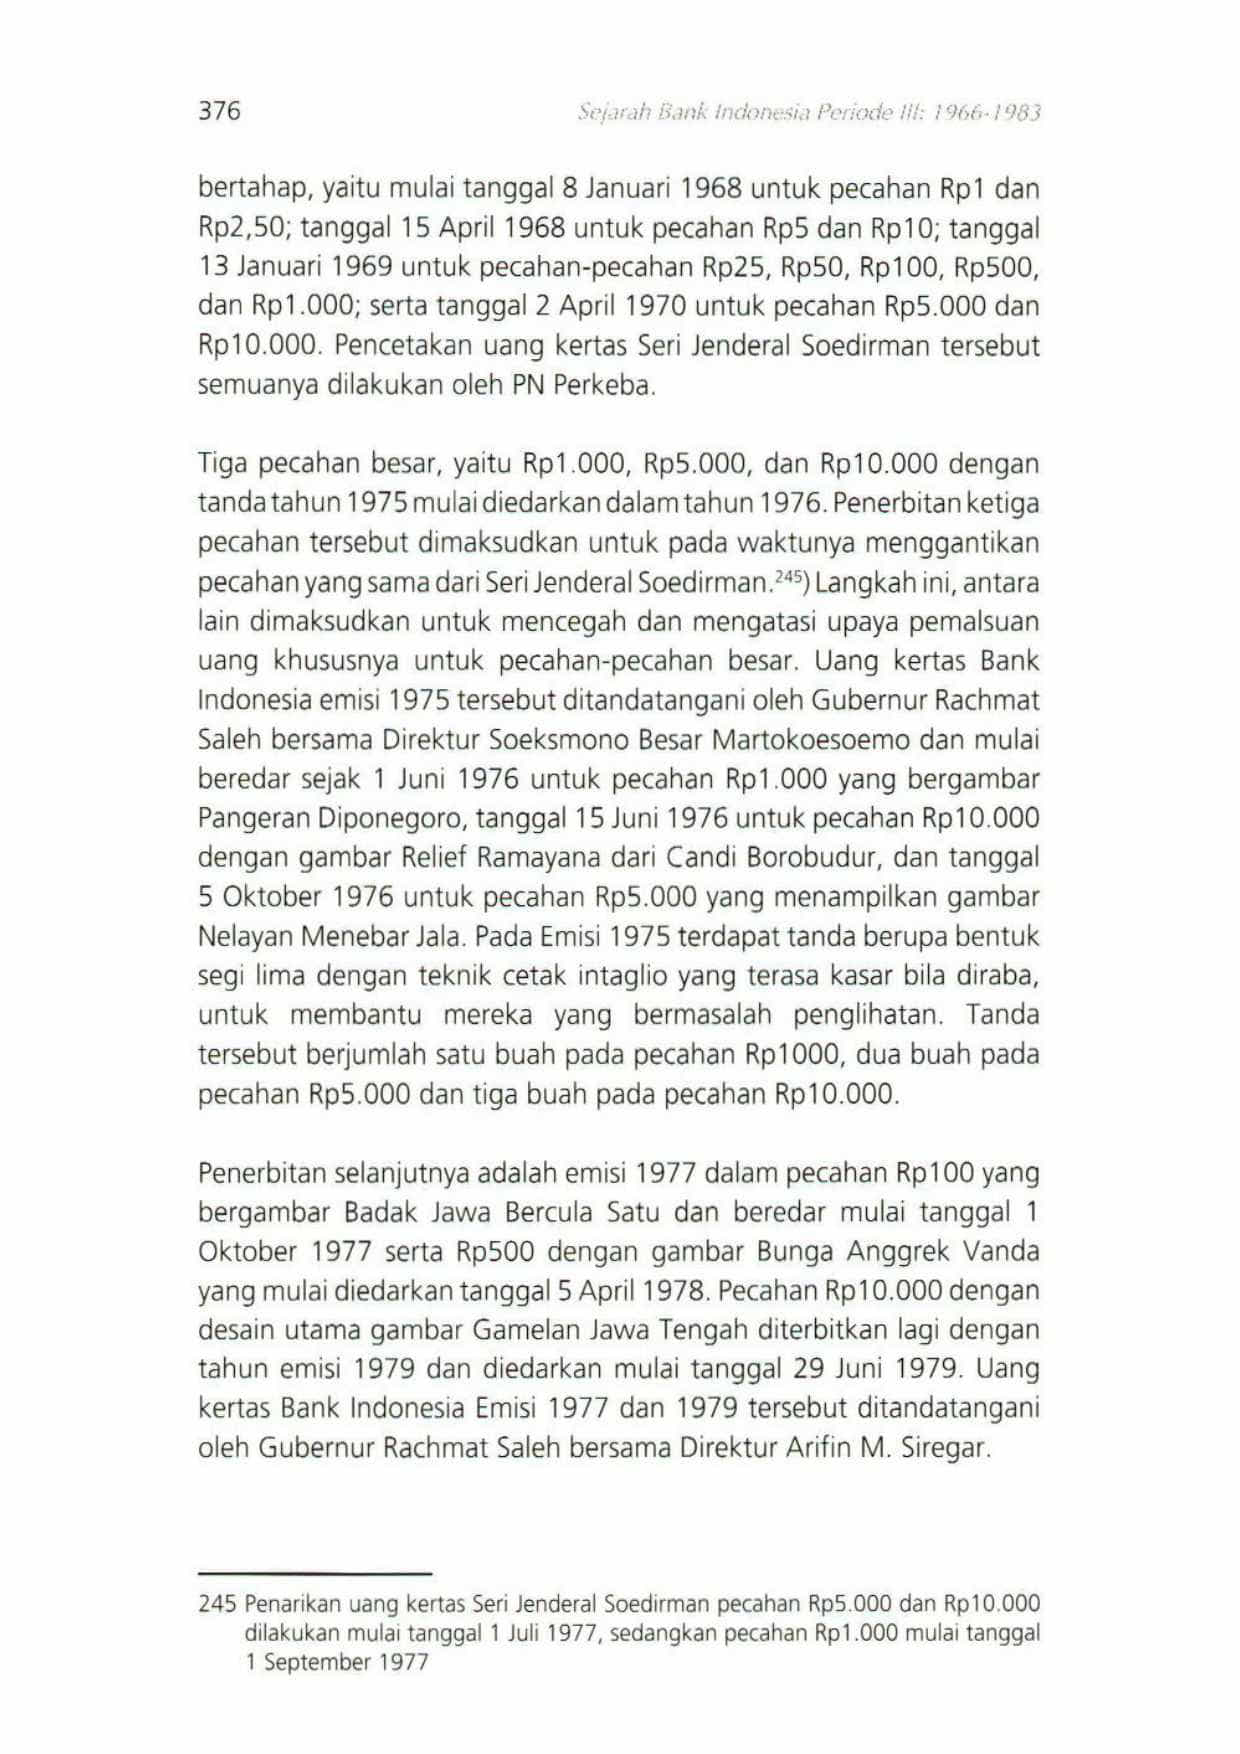 376
Sejarah Bank Indonesia Periode III: 1966-1983
bertahap, yaitu mulai tanggal 8 Januari 1968 untuk pecahan Rp1 dan
Rp2,50; tanggal 15 April 1968 untuk pecahan Rp5 dan Rp10; tanggal
13 Januari 1969 untuk pecahan-pecahan Rp25, Rp50, Rp100, Rp500,
dan Rp1.000; serta tanggal 2 April 1970 untuk pecahan Rp5.000 dan
Rp10.000. Pencetakan uang kertas Seri Jenderal Soedirman tersebut
semuanya dilakukan oleh PN Perkeba.
Tiga pecahan besar, yaitu Rp1.000, Rp5.000, dan Rp10.000 dengan
tanda tahun 1975 mulai diedarkan dalam tahun 1976. Penerbitan ketiga
pecahan tersebut dimaksudkan untuk pada waktunya menggantikan
pecahan yang sama dari Seri Jenderal Soedirman.²⁴⁵) Langkah ini, antara
lain dimaksudkan untuk mencegah dan mengatasi upaya pemalsuan
uang khususnya untuk pecahan-pecahan besar. Uang kertas Bank
Indonesia emisi 1975 tersebut ditandatangani oleh Gubernur Rachmat
Saleh bersama Direktur Soeksmono Besar Martokoesoemo dan mulai
beredar sejak 1 Juni 1976 untuk pecahan Rp1.000 yang bergambar
Pangeran Diponegoro, tanggal 15 Juni 1976 untuk pecahan Rp10.000
dengan gambar Relief Ramayana dari Candi Borobudur, dan tanggal
5 Oktober 1976 untuk pecahan Rp5.000 yang menampilkan gambar
Nelayan Menebar Jala. Pada Emisi 1975 terdapat tanda berupa bentuk
segi lima dengan teknik cetak intaglio yang terasa kasar bila diraba,
untuk membantu mereka yang bermasalah penglihatan. Tanda
tersebut berjumlah satu buah pada pecahan Rp1000, dua buah pada
pecahan Rp5.000 dan tiga buah pada pecahan Rp10.000.
Penerbitan selanjutnya adalah emisi 1977 dalam pecahan Rp100 yang
bergambar Badak Jawa Bercula Satu dan beredar mulai tanggal 1
Oktober 1977 serta Rp500 dengan gambar Bunga Anggrek Vanda
yang mulai diedarkan tanggal 5 April 1978. Pecahan Rp10.000 dengan
desain utama gambar Gamelan Jawa Tengah diterbitkan lagi dengan
tahun emisi 1979 dan diedarkan mulai tanggal 29 Juni 1979. Uang
kertas Bank Indonesia Emisi 1977 dan 1979 tersebut ditandatangani
oleh Gubernur Rachmat Saleh bersama Direktur Arifin M. Siregar.
245 Penarikan uang kertas Seri Jenderal Soedirman pecahan Rp5.000 dan Rp10.000
dilakukan mulai tanggal 1 Juli 1977, sedangkan pecahan Rp1.000 mulai tanggal
1 September 1977